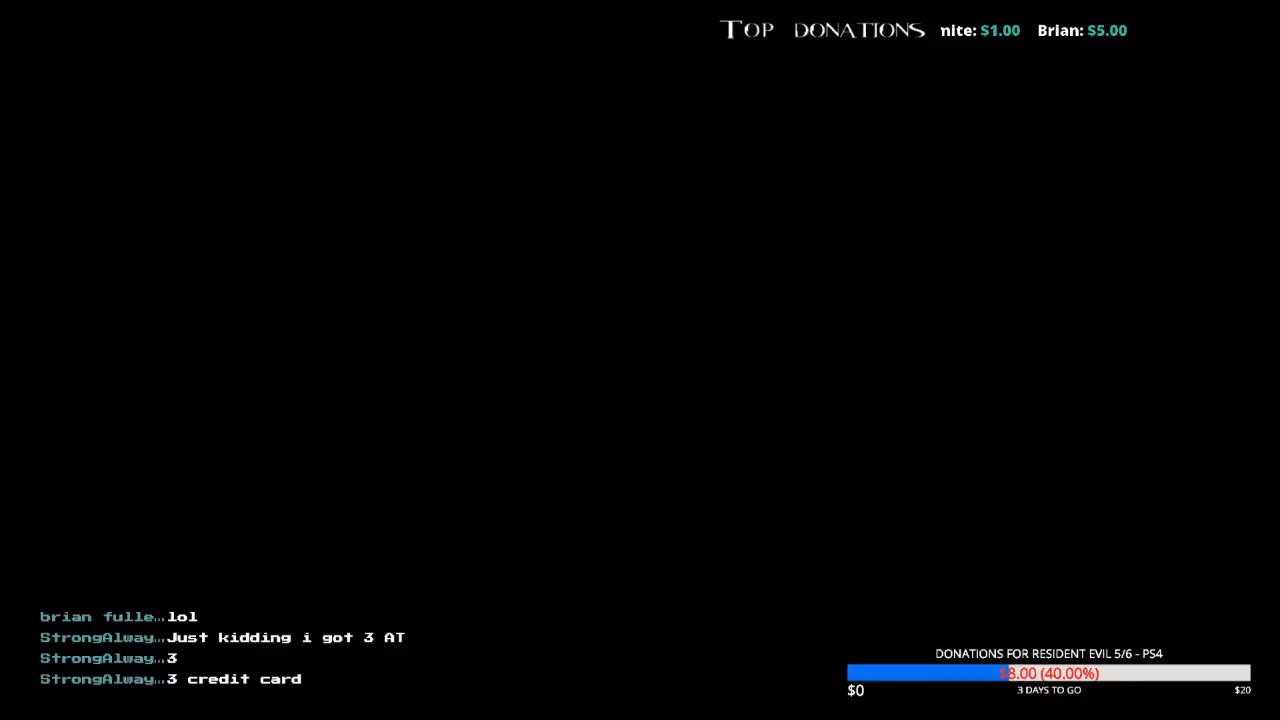 TOP DONATIONS nite: $1.00 Brian: $5.00
brian fulle…lol
StrongAlway…Just kidding i got 3 AT
StrongAlway…3
StrongAlway…3 credit card
DONATIONS FOR RESIDENT EVIL 5/6 - PS4
$8.00 (40.00%)
$0 3 DAYS TO GO $20